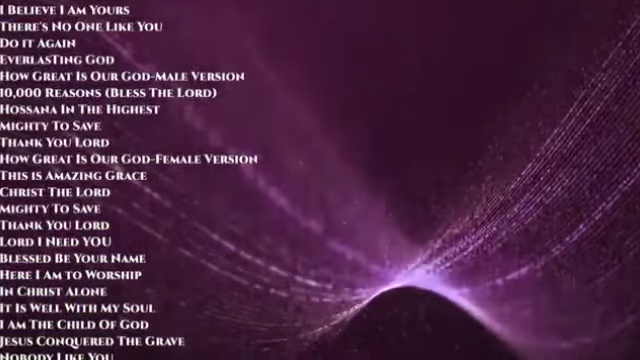 I Believe I Am Yours
There's No One Like You
Do it Again
Everlasting God
How Great Is Our God-Male Version
10,000 Reasons (Bless The Lord)
Hossana In The Highest
Mighty To Save
Thank You Lord
How Great Is Our God-Female Version
This is Amazing Grace
Christ The Lord
Mighty To Save
Thank You Lord
Lord I Need YOU
Blessed Be Your Name
Here I Am to Worship
In Christ Alone
It Is Well With My Soul
I Am The Child Of God
Jesus Conquered The Grave
Nobody Like You